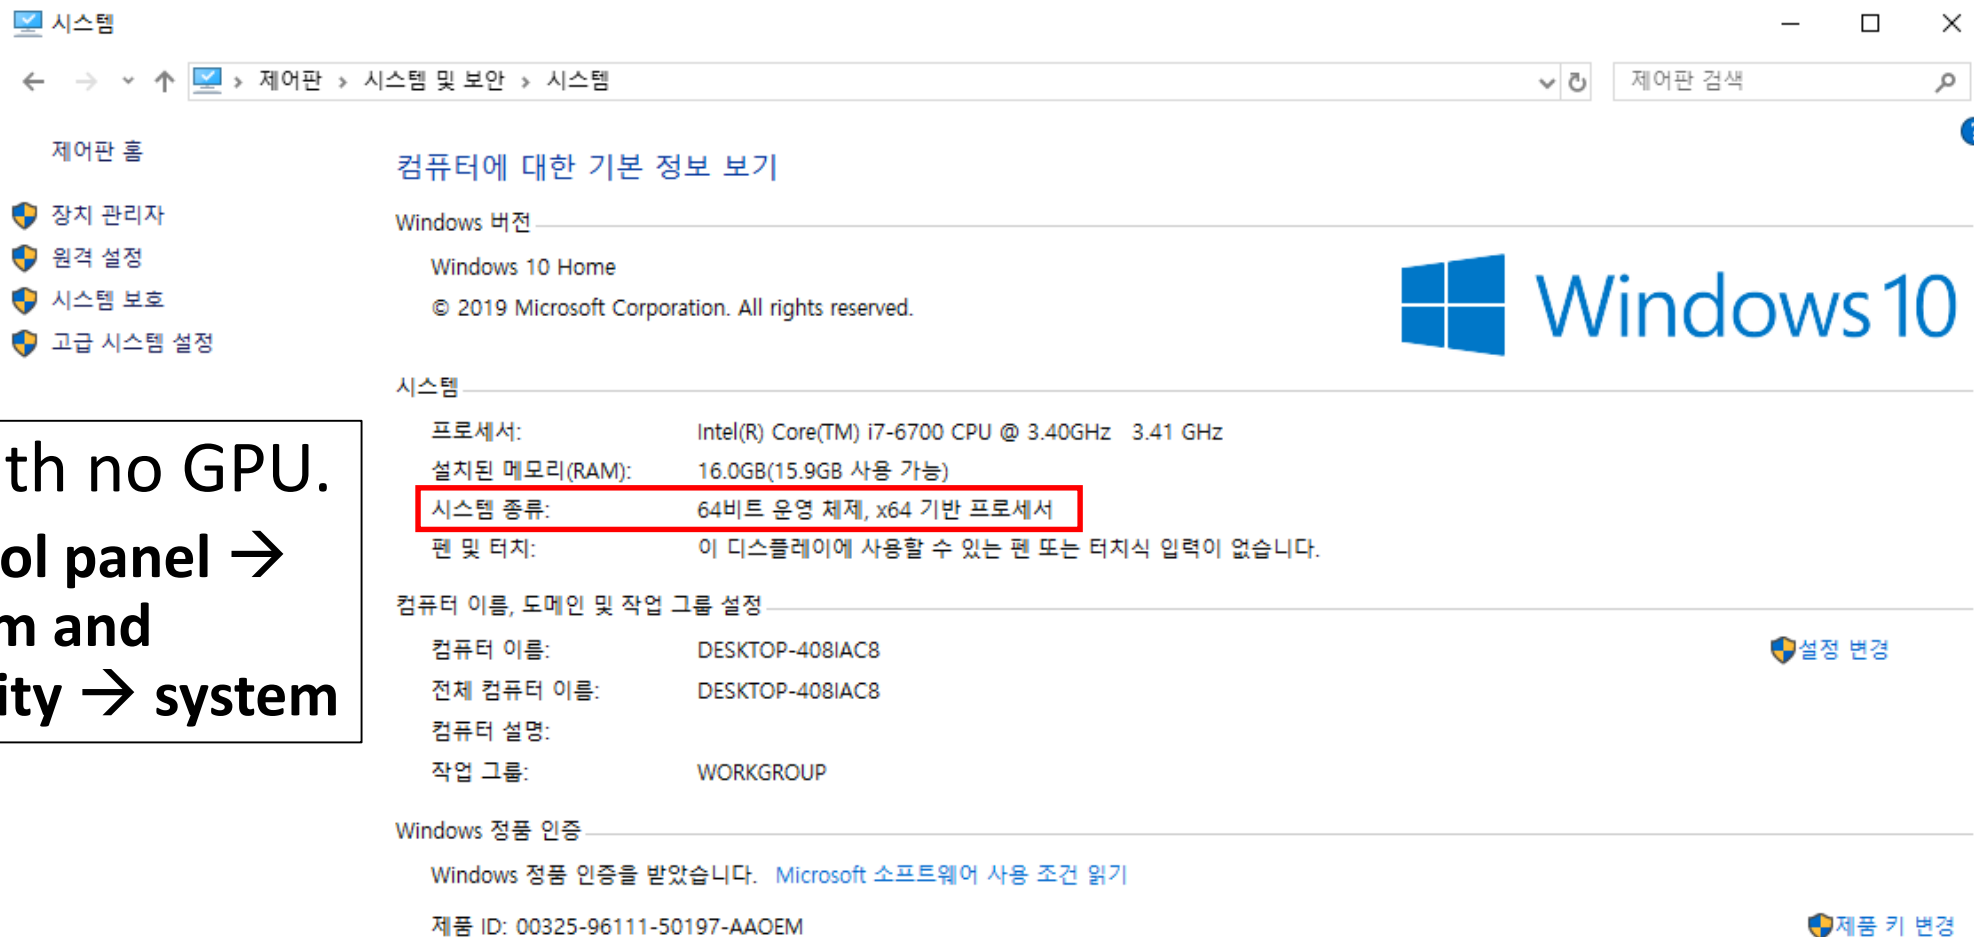 시스템
제어판 > 시스템 및 보안 > 시스템
제어판 검색
제어판 홈
장치 관리자
원격 설정
시스템 보호
고급 시스템 설정
컴퓨터에 대한 기본 정보 보기
Windows 버전
Windows 10 Home
© 2019 Microsoft Corporation. All rights reserved.
Windows 10
시스템
프로세서: Intel(R) Core(TM) i7-6700 CPU @ 3.40GHz 3.41 GHz
설치된 메모리(RAM): 16.0GB(15.9GB 사용 가능)
시스템 종류: 64비트 운영 체제, x64 기반 프로세서
펜 및 터치: 이 디스플레이에 사용할 수 있는 펜 또는 터치식 입력이 없습니다.
th no GPU.
ol panel →
m and
ity → system
컴퓨터 이름, 도메인 및 작업 그룹 설정
컴퓨터 이름: DESKTOP-408IAC8
설정 변경
전체 컴퓨터 이름: DESKTOP-408IAC8
컴퓨터 설명:
작업 그룹: WORKGROUP
Windows 정품 인증
Windows 정품 인증을 받았습니다. Microsoft 소프트웨어 사용 조건 읽기
제품 ID: 00325-96111-50197-AAOEM
제품 키 변경